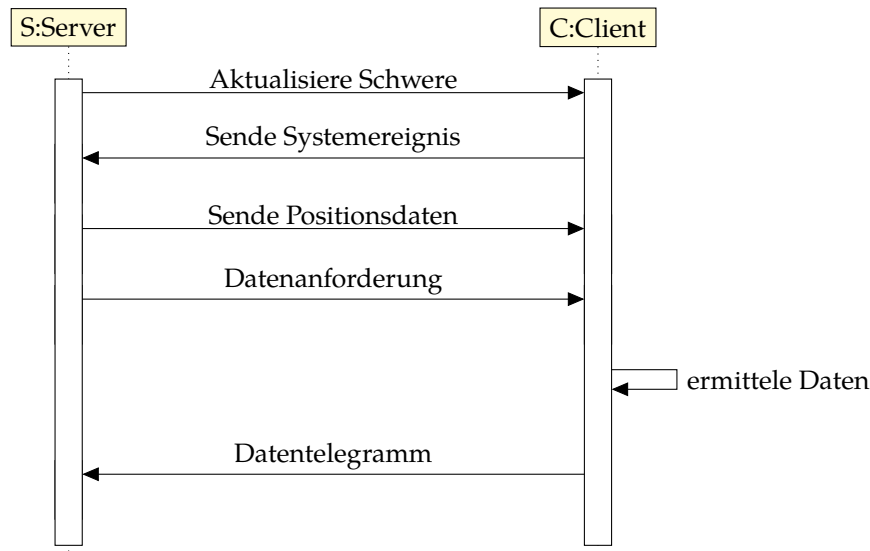 S:Server
C:Client
Aktualisiere Schwere
Sende Systemereignis
Sende Positionsdaten
Datenanforderung
ermittele Daten
Datentelegramm